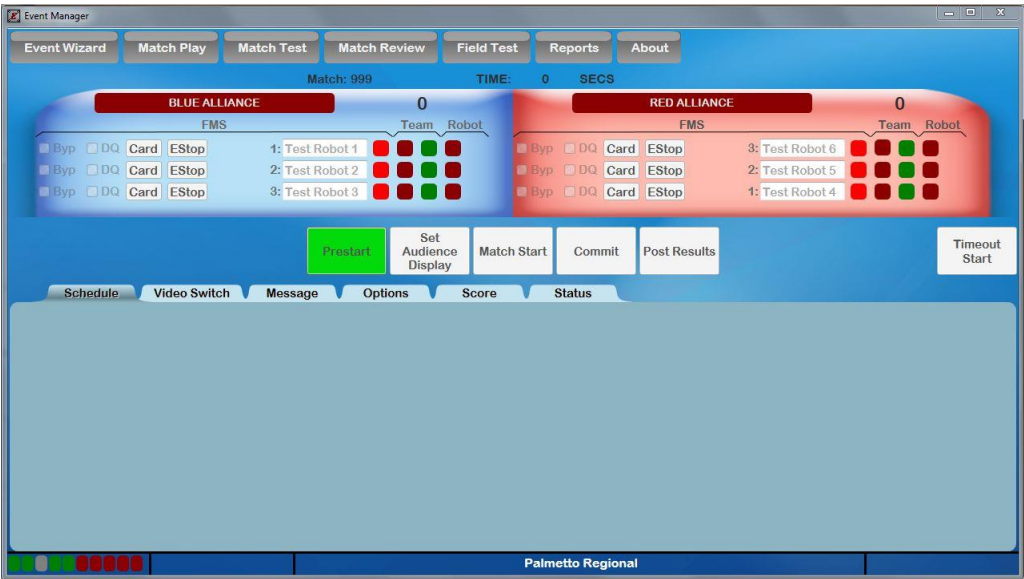 Event Manager
Event Wizard Match Play Match Test Match Review Field Test Reports About
Match: 999 TIME: 0 SECS
BLUE ALLIANCE 0 RED ALLIANCE 0
FMS Team Robot FMS Team Robot
Byp DQ Card EStop 1: Test Robot 1 Byp DQ Card EStop 3: Test Robot 6
Byp DQ Card EStop 2: Test Robot 2 Byp DQ Card EStop 2: Test Robot 5
Byp DQ Card EStop 3: Test Robot 3 Byp DQ Card EStop 1: Test Robot 4
Prestart Set Audience Display Match Start Commit Post Results Timeout Start
Schedule Video Switch Message Options Score Status
Palmetto Regional